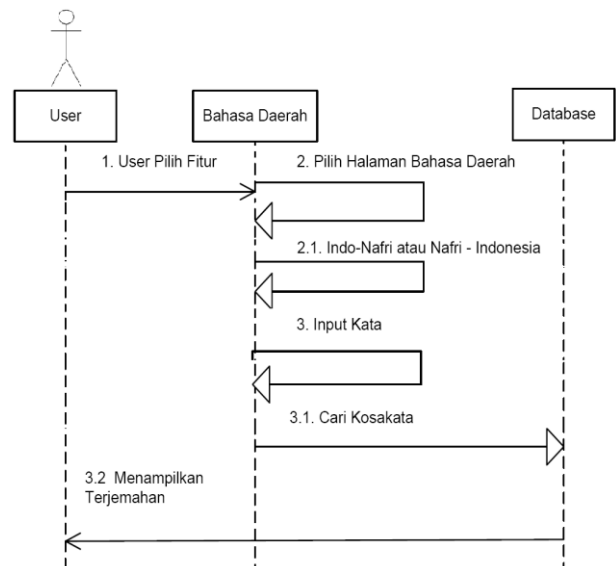 User
Bahasa Daerah
Database
1. User Pilih Fitur
2. Pilih Halaman Bahasa Daerah
2.1. Indo-Nafri atau Nafri - Indonesia
3. Input Kata
3.1. Cari Kosakata
3.2 Menampilkan
Terjemahan